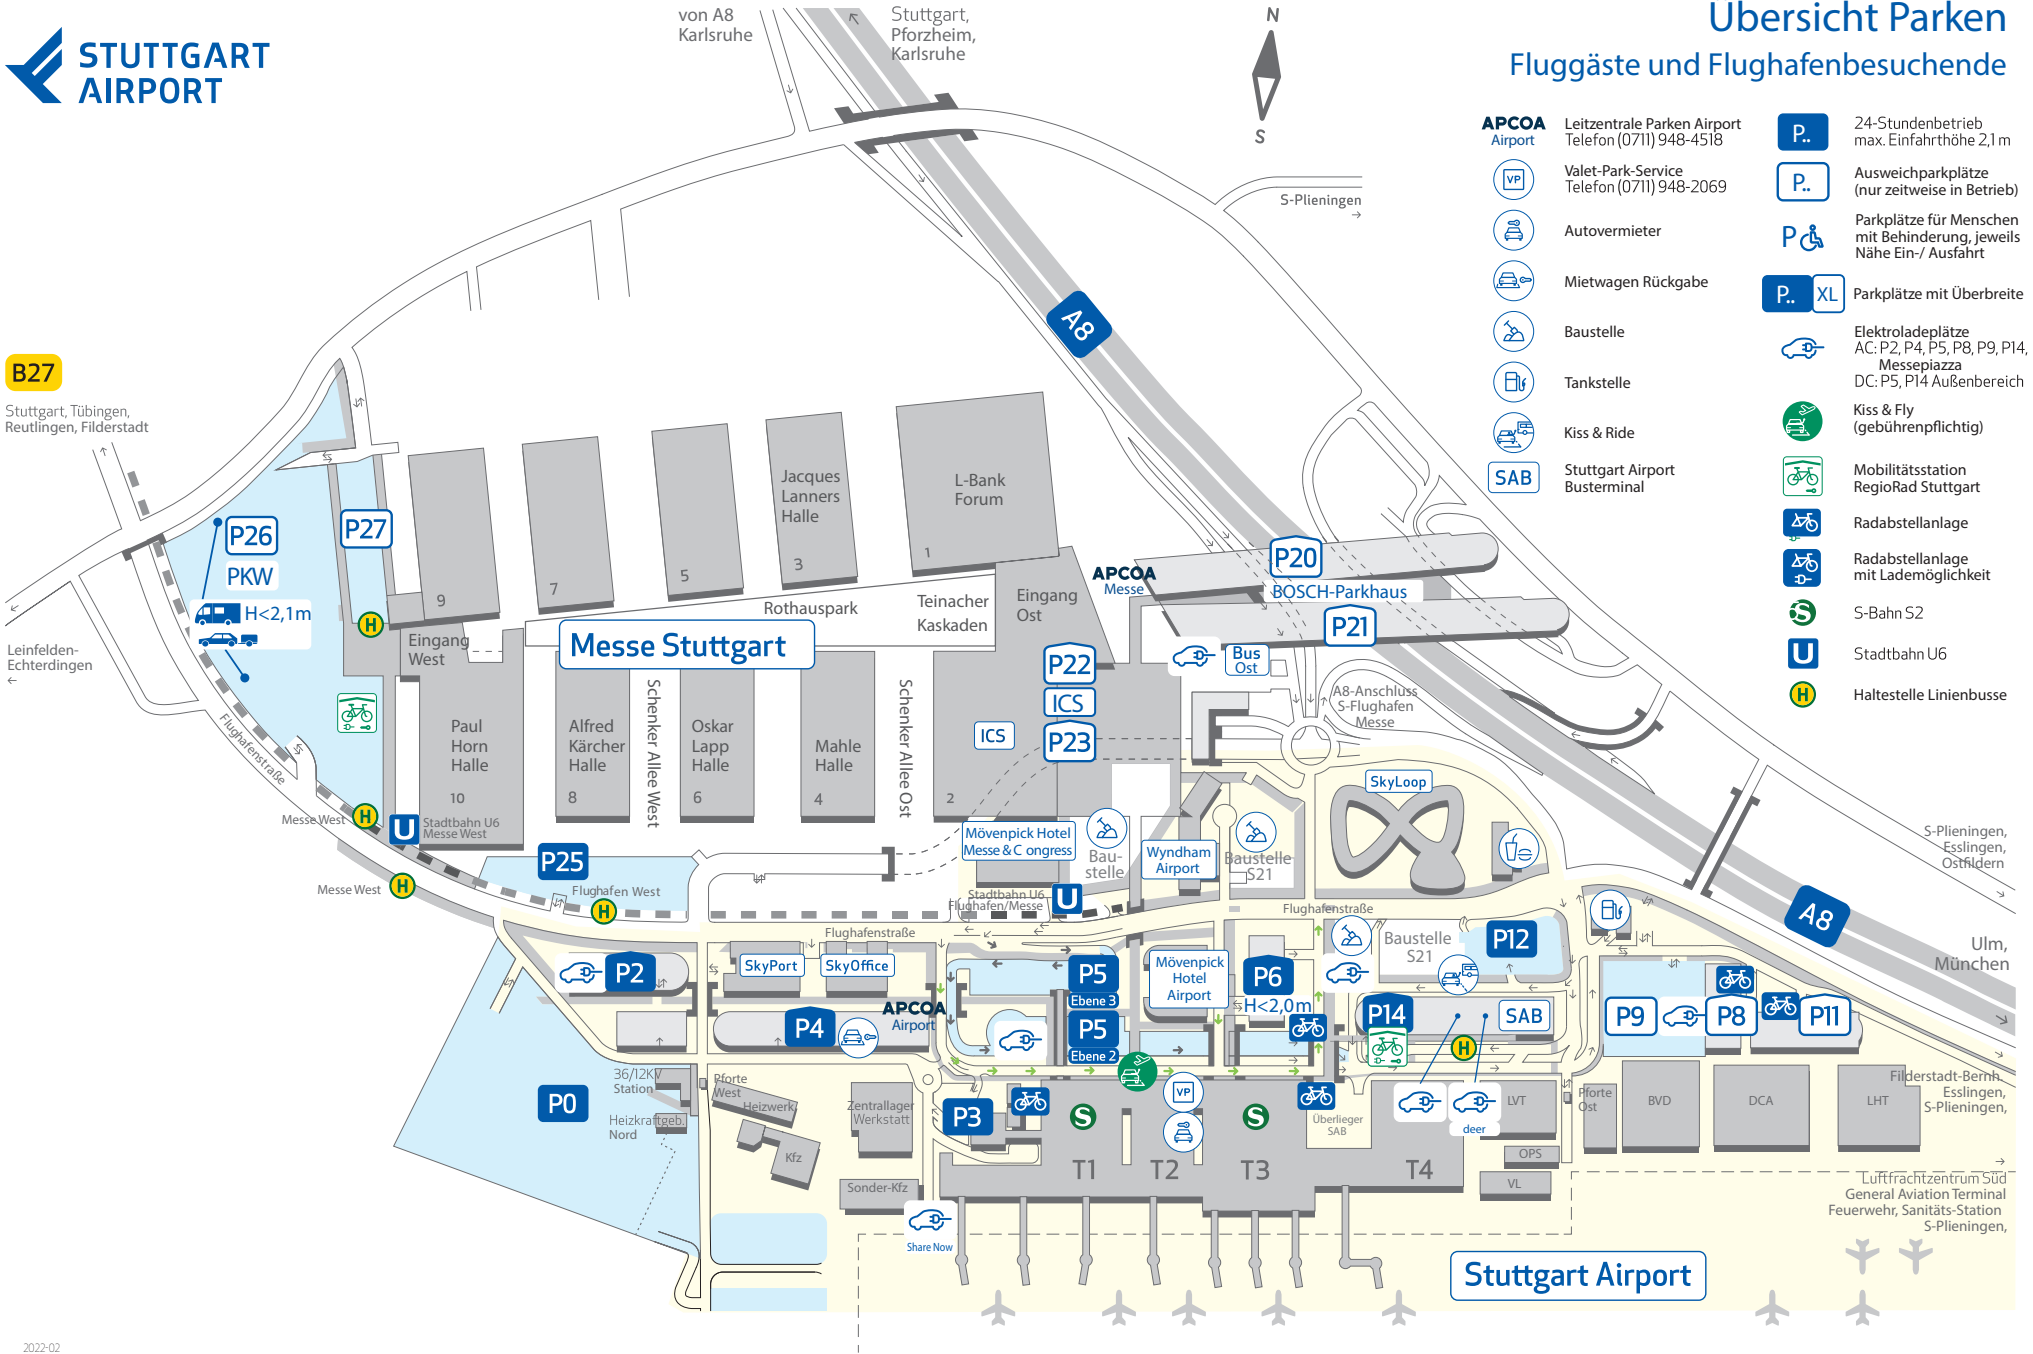 STUTTGART
AIRPORT
von A8
Karlsruhe
Stuttgart,
Pforzheim,
Karlsruhe
N
S
Übersicht Parken
Fluggäste und Flughafenbesuchende
APCOA
Airport
Leitzentrale Parken Airport
Telefon (0711) 948-4518
VP
Valet-Park-Service
Telefon (0711) 948-2069
Autovermieter
Mietwagen Rückgabe
Baustelle
Tankstelle
Kiss & Ride
SAB
Stuttgart Airport
Busterminal
P..
24-Stundenbetrieb
max. Einfahrthöhe 2,1 m
P..
Ausweichparkplätze
(nur zeitweise in Betrieb)
P
Parkplätze für Menschen
mit Behinderung, jeweils
Nähe Ein-/ Ausfahrt
P..
XL
Parkplätze mit Überbreite
Elektroladeplätze
AC: P2, P4, P5, P8, P9, P14,
Messepiazza
DC: P5, P14 Außenbereich
Kiss & Fly
(gebührenpflichtig)
Mobilitätsstation
RegioRad Stuttgart
Radabstellanlage
Radabstellanlage
mit Lademöglichkeit
S
S-Bahn S2
U
Stadtbahn U6
H
Haltestelle Linienbusse
S-Plieningen
A8
B27
Stuttgart, Tübingen,
Reutlingen, Filderstadt
Leinfelden-
Echterdingen
P26
PKW
H<2,1m
P27
H
9
7
5
Jacques
Lanners
Halle
3
L-Bank
Forum
1
Eingang
West
Rothauspark
Teinacher
Kaskaden
Eingang
Ost
Messe Stuttgart
APCOA
Messe
P20
BOSCH-Parkhaus
P21
Bus
Ost
P22
ICS
P23
ICS
A8-Anschluss
S-Flughafen
Messe
Paul
Horn
Halle
10
Alfred
Kärcher
Halle
8
Schenker Allee West
Oskar
Lapp
Halle
6
Mahle
Halle
4
Schenker Allee Ost
2
Flughafenstraße
Messe West
H
U
Stadtbahn U6
Messe West
Messe West
H
P25
Flughafen West
H
Mövenpick Hotel
Messe & C ongress
Bau-
stelle
Wyndham
Airport
Baustelle
S21
SkyLoop
Stadtbahn U6
Flughafen/Messe
U
Flughafenstraße
Flughafenstraße
S-Plieningen,
Esslingen,
Ostfildern
A8
Ulm,
München
P2
SkyPort
SkyOffice
P4
APCOA
Airport
P5
Ebene 3
P5
Ebene 2
Mövenpick
Hotel
Airport
P6
H<2,0m
Baustelle
S21
P12
P14
SAB
H
P9
P8
P11
P0
36/12KV
Station
Heizkraftgeb.
Nord
Pforte
West
Heizwerk
Kfz
Zentrallager
Werkstatt
Sonder-Kfz
P3
S
VP
S
Überlieger
SAB
T1
T2
T3
T4
deer
LVT
Pforte
Ost
BVD
DCA
LHT
OPS
VL
Filderstadt-Bernh.
Esslingen,
S-Plieningen,
Luftfrachtzentrum Süd
General Aviation Terminal
Feuerwehr, Sanitäts-Station
S-Plieningen,
Share Now
Stuttgart Airport
2022-02